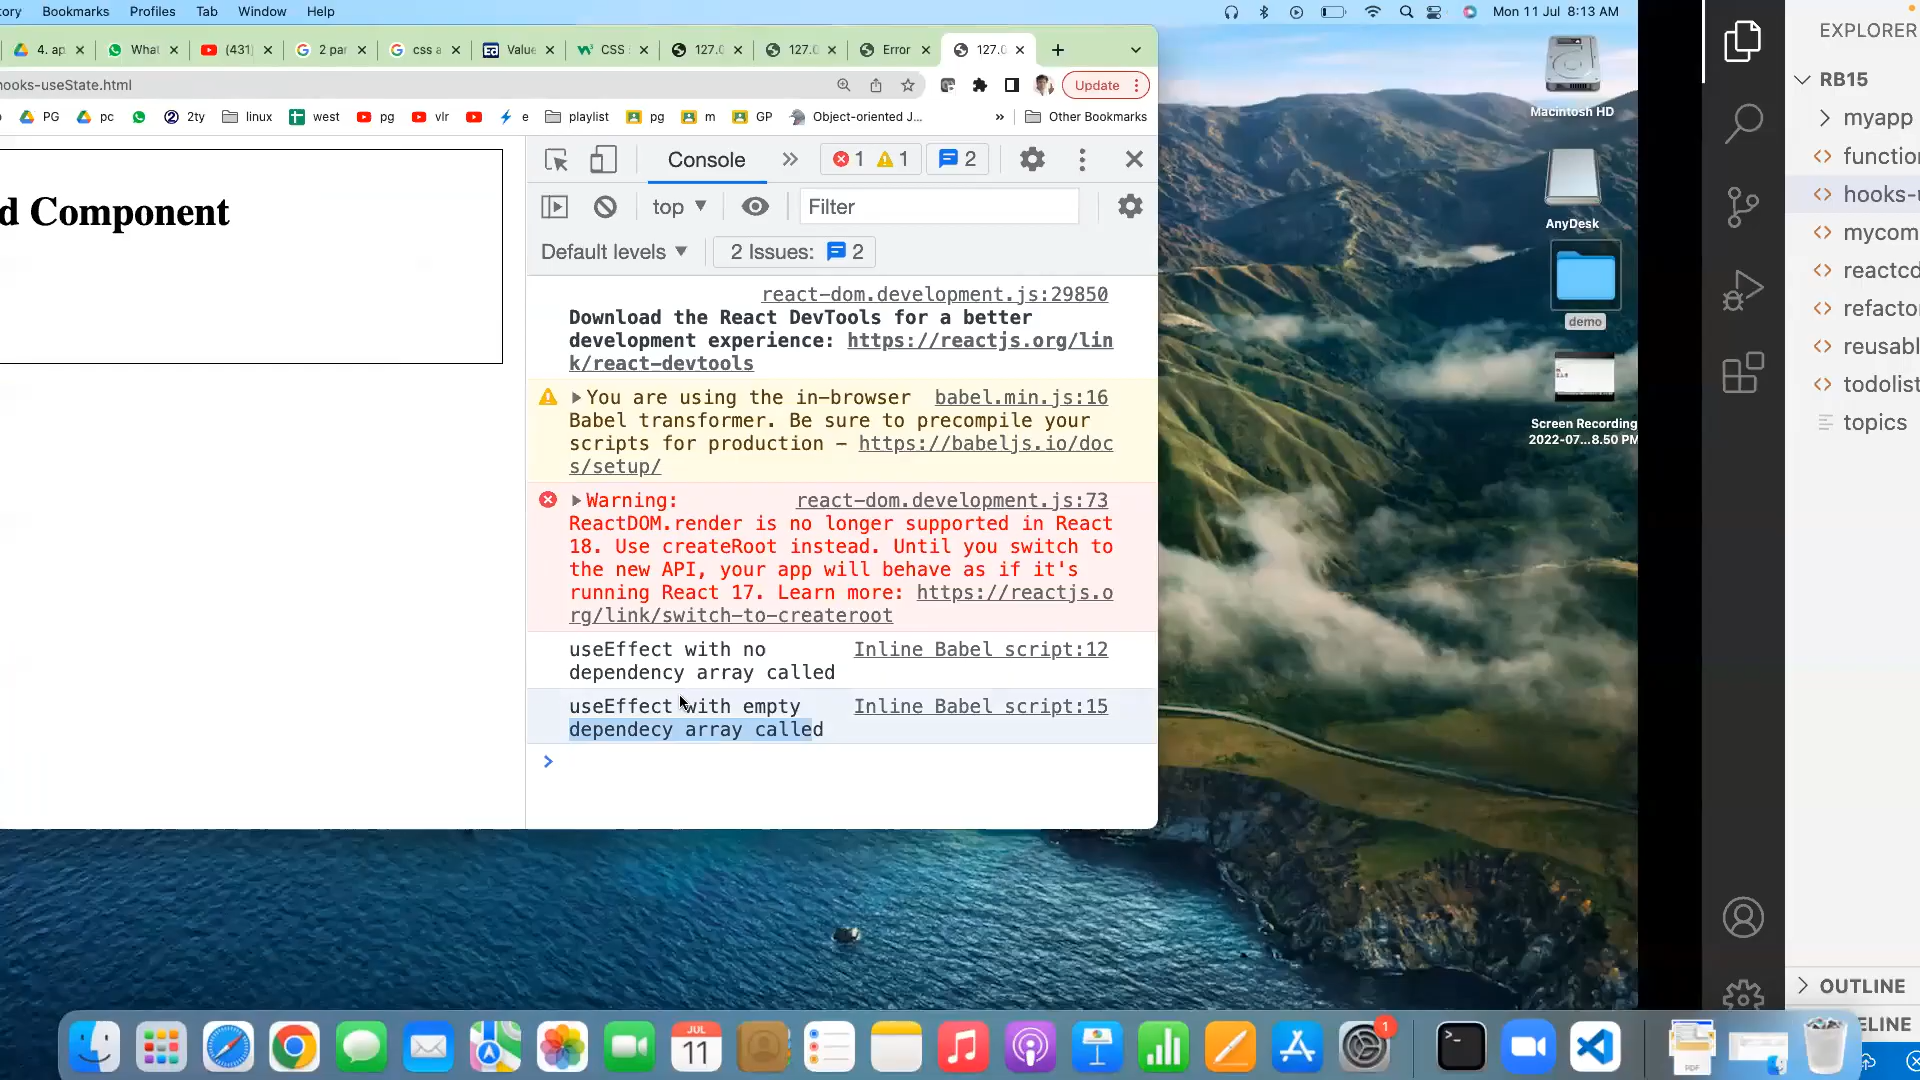 ory Bookmarks Profiles Tab Window Help Mon 11 Jul 8:13 AM
4. ap What (431) 2 par css a Value CSS 127.0 127.0 Error 127.0
hooks-useState.html Update
PG pc 2ty linux west pg vlr e playlist pg m GP Object-oriented J... » Other Bookmarks
d Component
Console » 1 1 2
top Filter
Default levels 2 Issues: 2
react-dom.development.js:29850
Download the React DevTools for a better
development experience: https://reactjs.org/lin
k/react-devtools
You are using the in-browser babel.min.js:16
Babel transformer. Be sure to precompile your
scripts for production – https://babeljs.io/doc
s/setup/
Warning: react-dom.development.js:73
ReactDOM.render is no longer supported in React
18. Use createRoot instead. Until you switch to
the new API, your app will behave as if it's
running React 17. Learn more: https://reactjs.o
rg/link/switch-to-createroot
useEffect with no Inline Babel script:12
dependency array called
useEffect with empty Inline Babel script:15
dependecy array called
Macintosh HD
AnyDesk
demo
Screen Recording
2022-07...8.50 PM
EXPLORER
RB15
myapp
function
hooks-u
mycom
reactcd
refactor
reusabl
todolist
topics
OUTLINE
ELINE
JUL
11
1
PDF